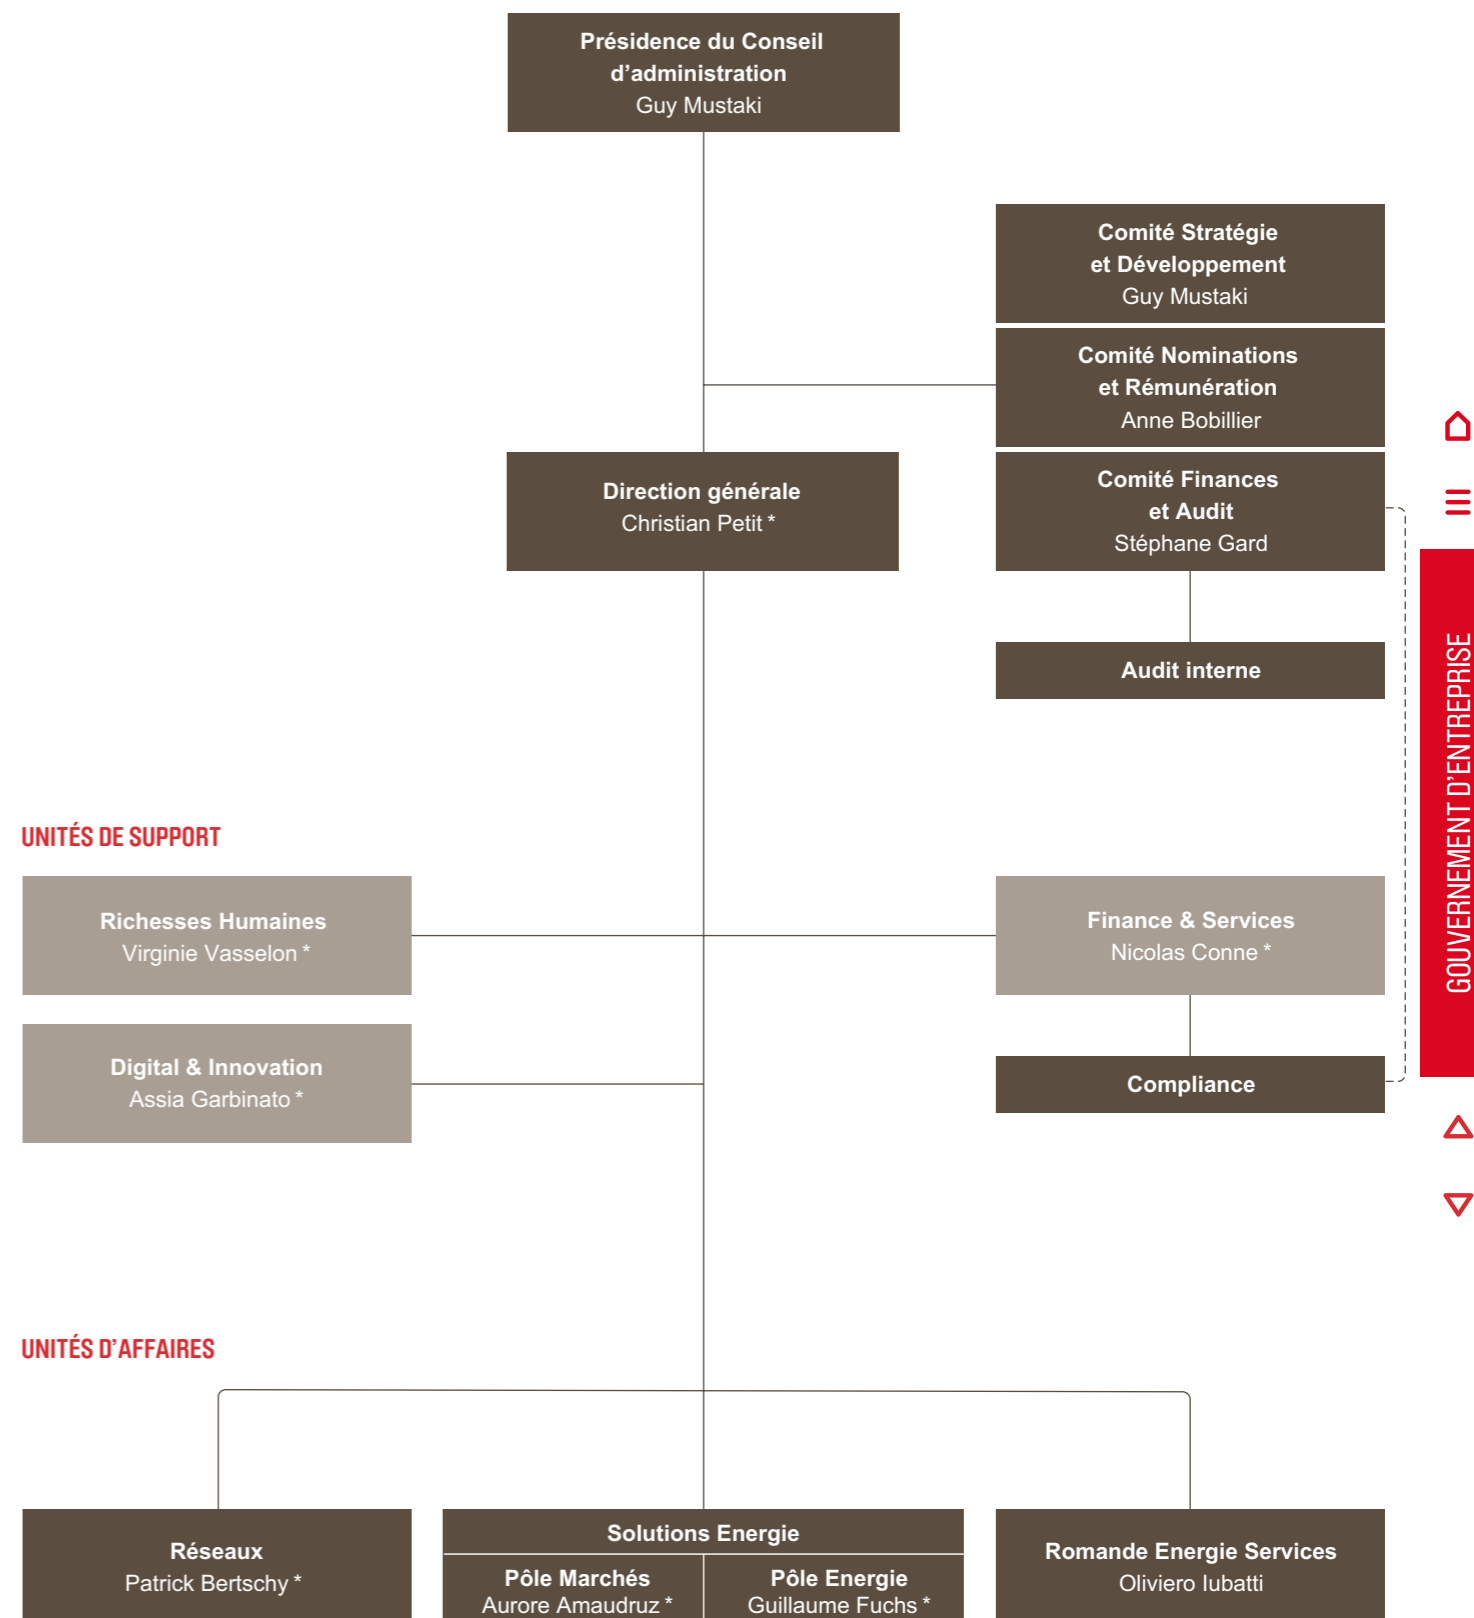 Présidence du Conseil
d’administration
Guy Mustaki
Comité Stratégie
et Développement
Guy Mustaki
Comité Nominations
et Rémunération
Anne Bobillier
Direction générale
Christian Petit *
Comité Finances
et Audit
Stéphane Gard
Audit interne
GOUVERNEMENT D’ENTREPRISE
UNITÉS DE SUPPORT
Richesses Humaines
Virginie Vasselon *
Finance & Services
Nicolas Conne *
Digital & Innovation
Assia Garbinato *
Compliance
UNITÉS D’AFFAIRES
Réseaux
Patrick Bertschy *
Solutions Energie
Pôle Marchés
Aurore Amaudruz *
Pôle Energie
Guillaume Fuchs *
Romande Energie Services
Oliviero Iubatti